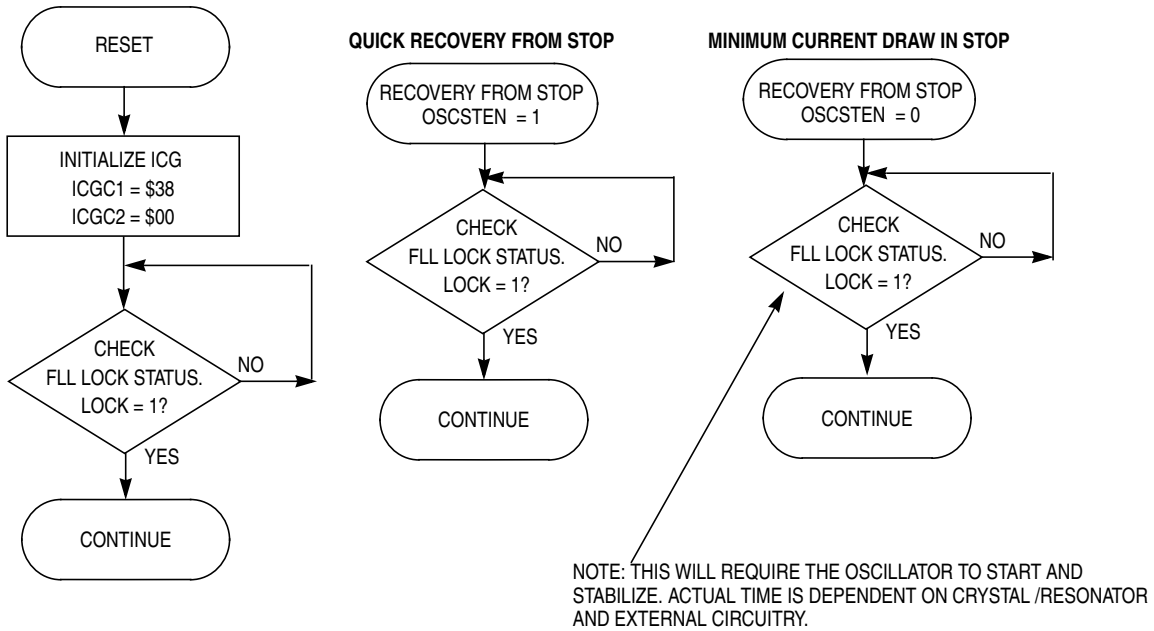 RESET
INITIALIZE ICG
ICGC1 = $38
ICGC2 = $00
CHECK
FLL LOCK STATUS.
LOCK = 1?
NO
YES
CONTINUE
QUICK RECOVERY FROM STOP
RECOVERY FROM STOP
OSCSTEN = 1
CHECK
FLL LOCK STATUS.
LOCK = 1?
NO
YES
CONTINUE
MINIMUM CURRENT DRAW IN STOP
RECOVERY FROM STOP
OSCSTEN = 0
CHECK
FLL LOCK STATUS.
LOCK = 1?
NO
YES
CONTINUE
NOTE: THIS WILL REQUIRE THE OSCILLATOR TO START AND
STABILIZE. ACTUAL TIME IS DEPENDENT ON CRYSTAL /RESONATOR
AND EXTERNAL CIRCUITRY.